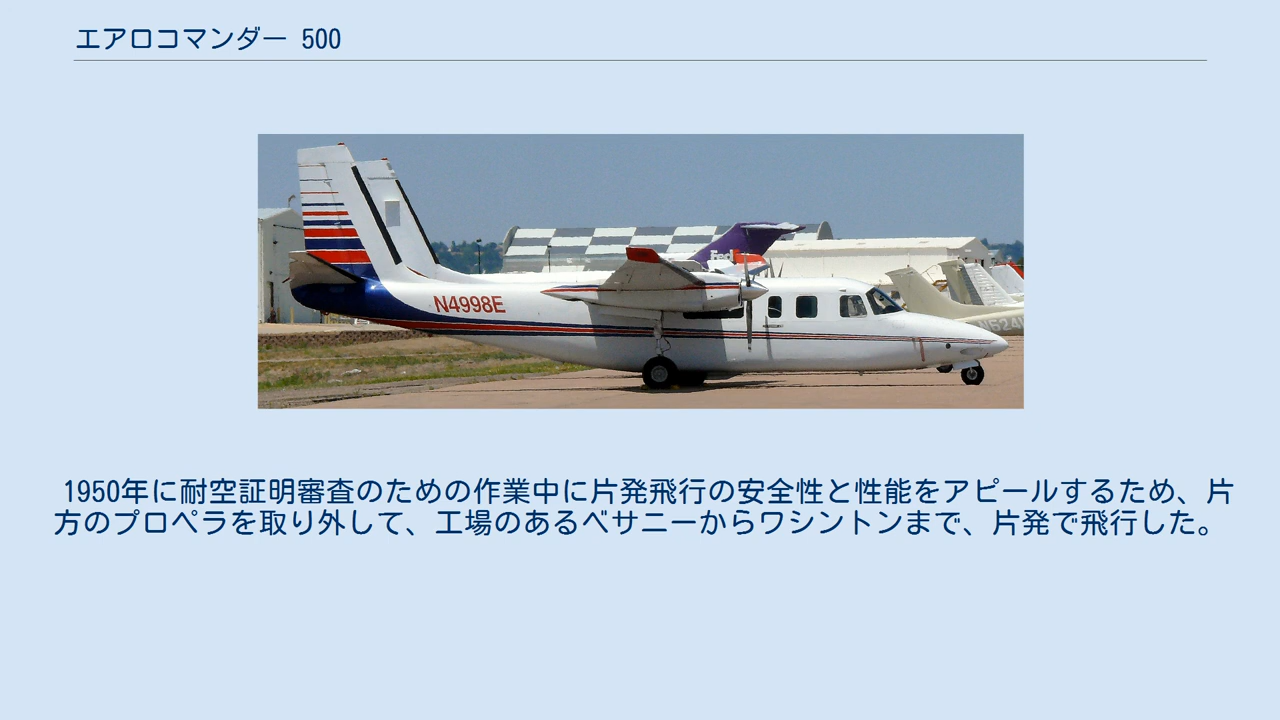 エアロコマンダー 500
N4998E
1950年に耐空証明審査のための作業中に片発飛行の安全性と性能をアピールするため、片
方のプロペラを取り外して、工場のあるベサニーからワシントンまで、片発で飛行した。